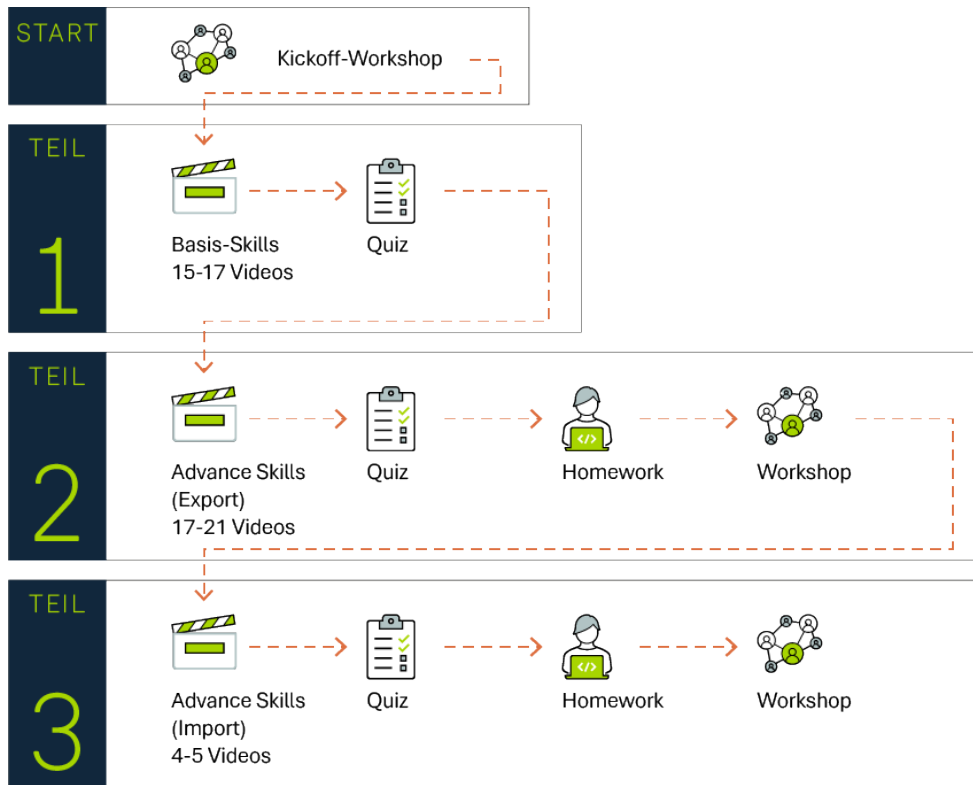 START
Kickoff-Workshop
TEIL
1
Basis-Skills
15-17 Videos
Quiz
TEIL
2
Advance Skills
(Export)
17-21 Videos
Quiz
</>
Homework
Workshop
TEIL
3
Advance Skills
(Import)
4-5 Videos
Quiz
</>
Homework
Workshop